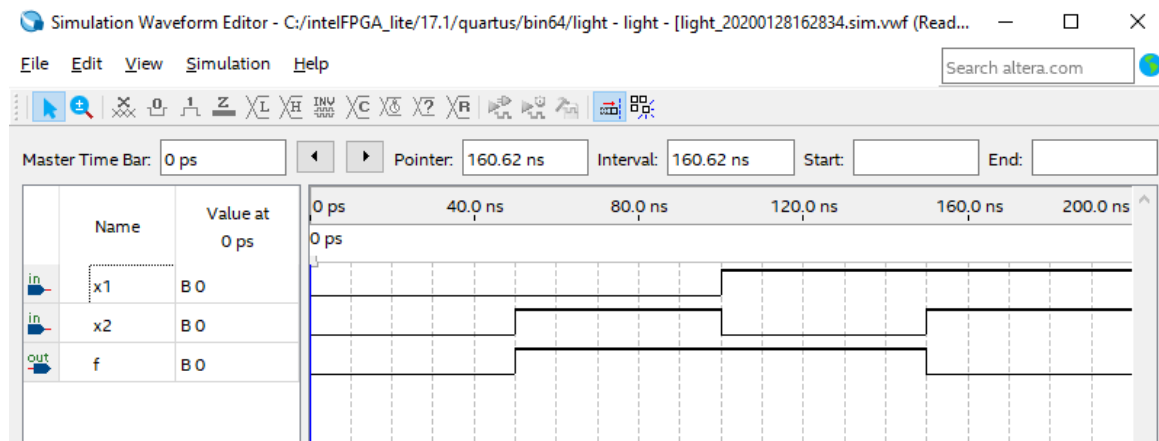 Simulation Waveform Editor - C:/intelFPGA_lite/17.1/quartus/bin64/light - light - [light_20200128162834.sim.vwf (Read...
File Edit View Simulation Help
Search altera.com
Master Time Bar: 0 ps Pointer: 160.62 ns Interval: 160.62 ns Start: End:
Name Value at 0 ps
0 ps 40.0 ns 80.0 ns 120.0 ns 160.0 ns 200.0 ns
0 ps
in x1 B 0
in x2 B 0
out f B 0